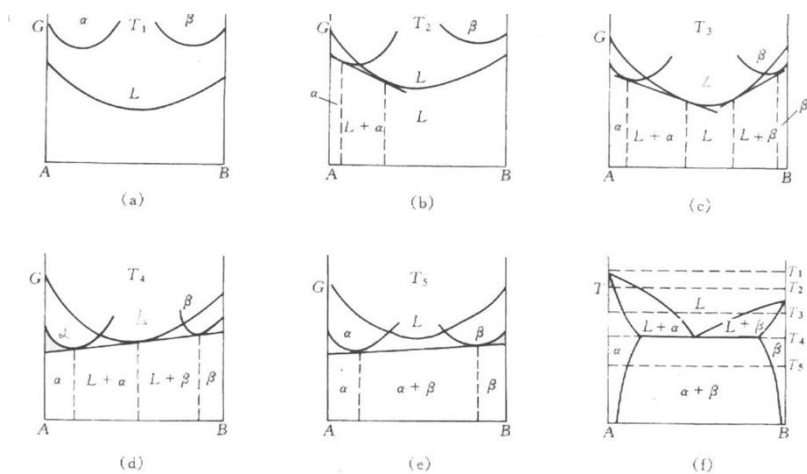 G α T₁ β
L
A B
(a)
T₂ β
G
L
α
L + α L
A B
(b)
T₃
G β
L
β
α L + α L L + β
A B
(c)
G T₄
β
α L
α L + α L + β β
A B
(d)
G T₅
L
α β
α α + β β
A B
(e)
T₁
T T₂
L
T₃
L + α L + β
T₄
α β
T₅
α + β
A B
(f)